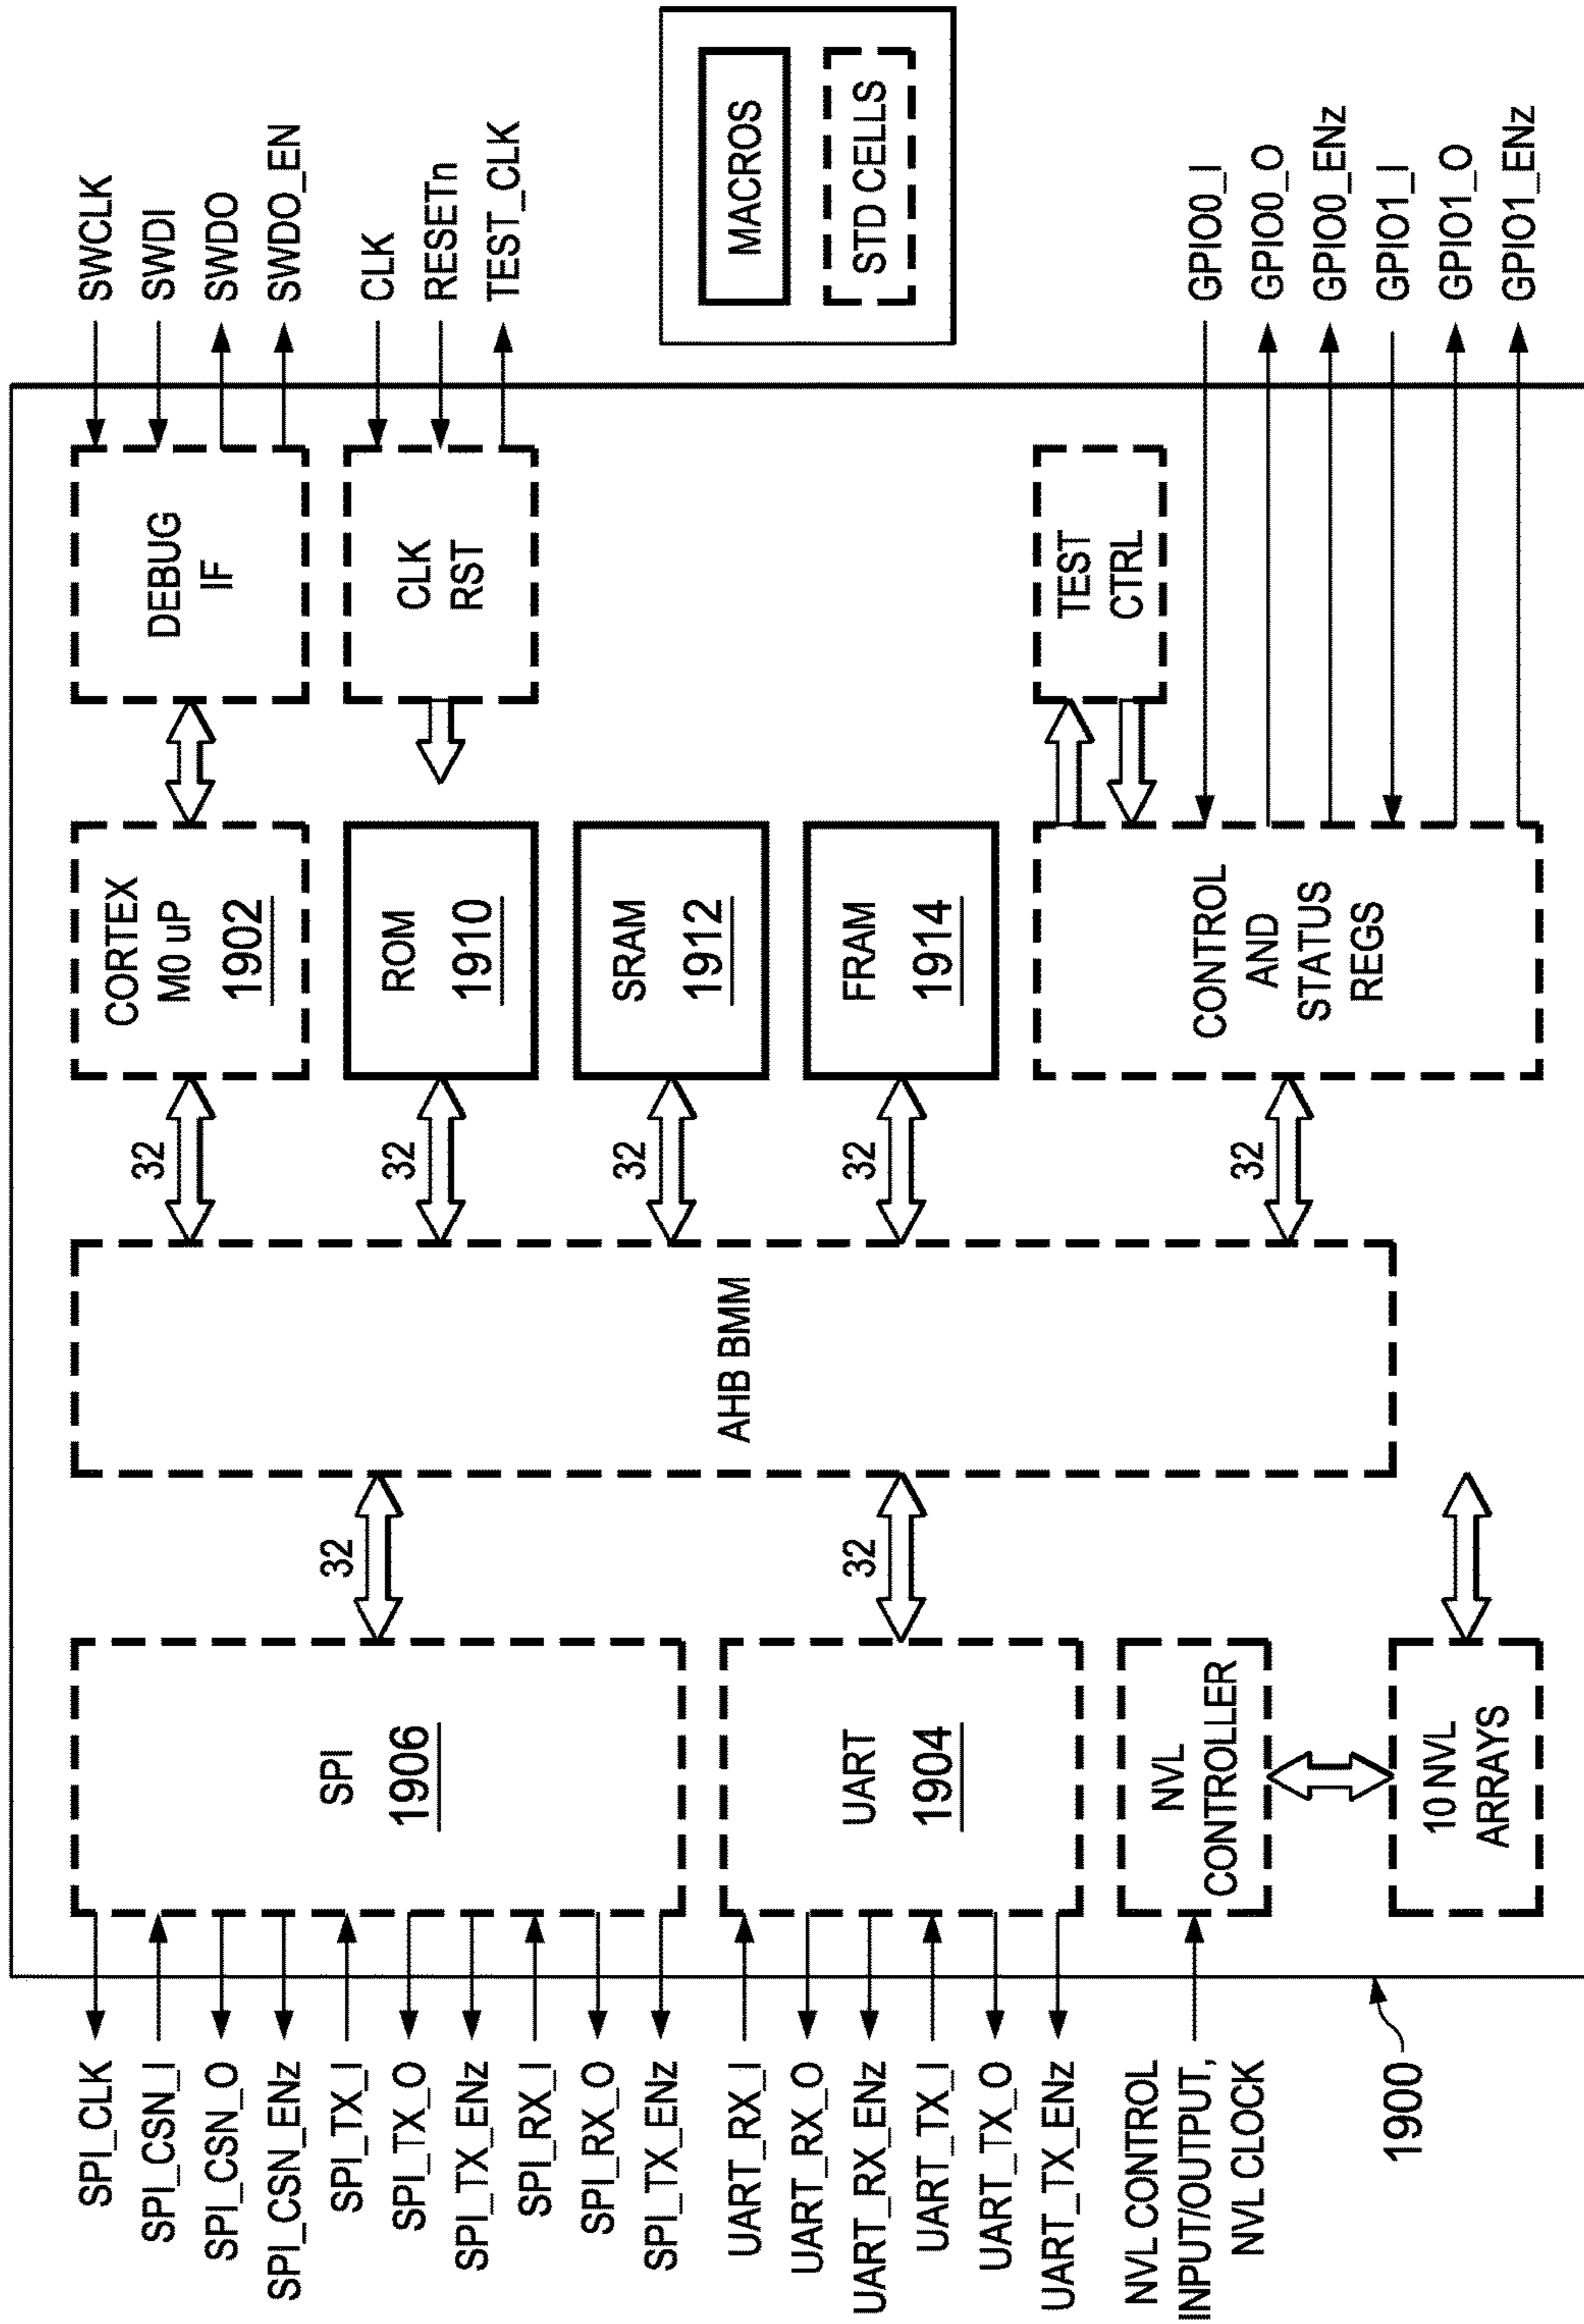 SPI_CLK
SPI_CSN_I
SPI_CSN_O
SPI_CSN_ENz
SPI_TX_I
SPI_TX_O
SPI_TX_ENz
SPI_RX_I
SPI_RX_O
SPI_TX_ENz
UART_RX_I
UART_RX_O
UART_RX_ENz
UART_TX_I
UART_TX_O
UART_TX_ENz
NVL CONTROL
INPUT/OUTPUT,
NVL CLOCK
1900
SPI
1906
UART
1904
NVL
CONTROLLER
10 NVL
ARRAYS
32
32
AHB BMM
32
32
32
32
32
CORTEX
M0 uP
1902
ROM
1910
SRAM
1912
FRAM
1914
CONTROL
AND
STATUS
REGS
DEBUG
IF
CLK
RST
TEST
CTRL
SWCLK
SWDI
SWDO
SWDO_EN
CLK
RESETn
TEST_CLK
MACROS
STD CELLS
GPIO0_I
GPIO0_O
GPIO0_ENz
GPIO1_I
GPIO1_O
GPIO1_ENz